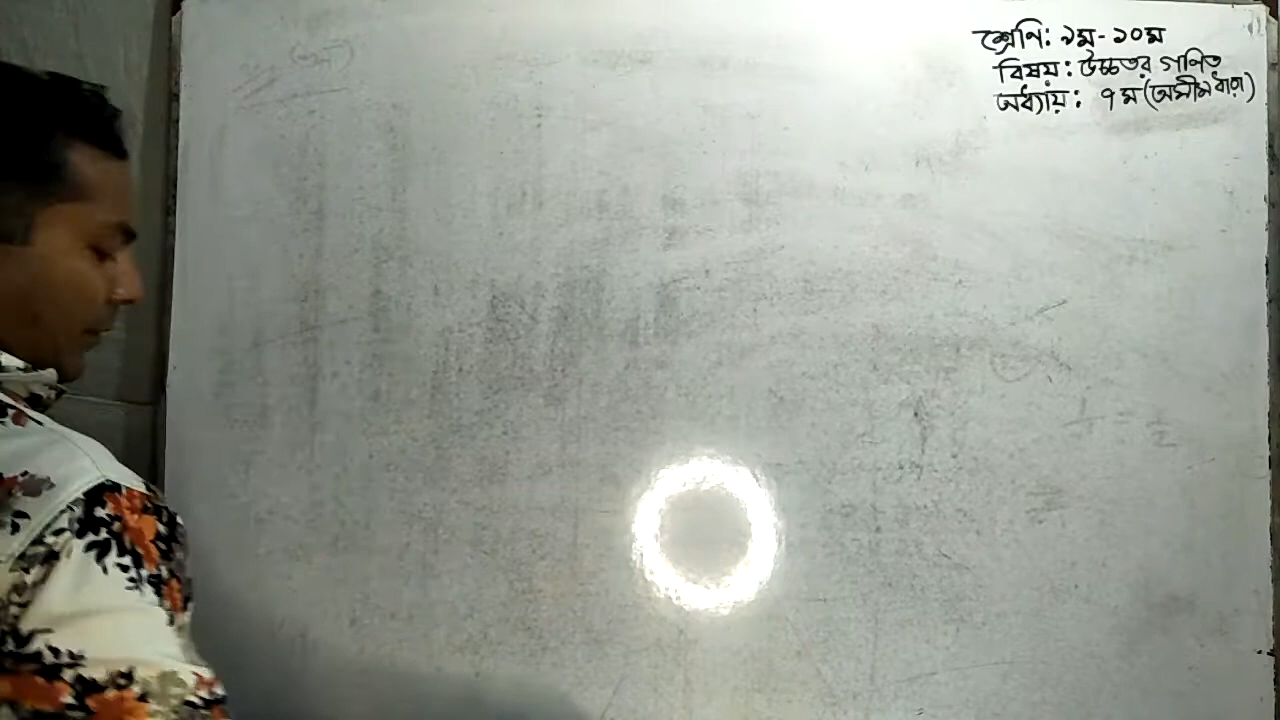 শ্রেণি: ৯ম - ১০ম
বিষয়: উচ্চতর গণিত
অধ্যায়: ৭ম (অসীম ধারা)